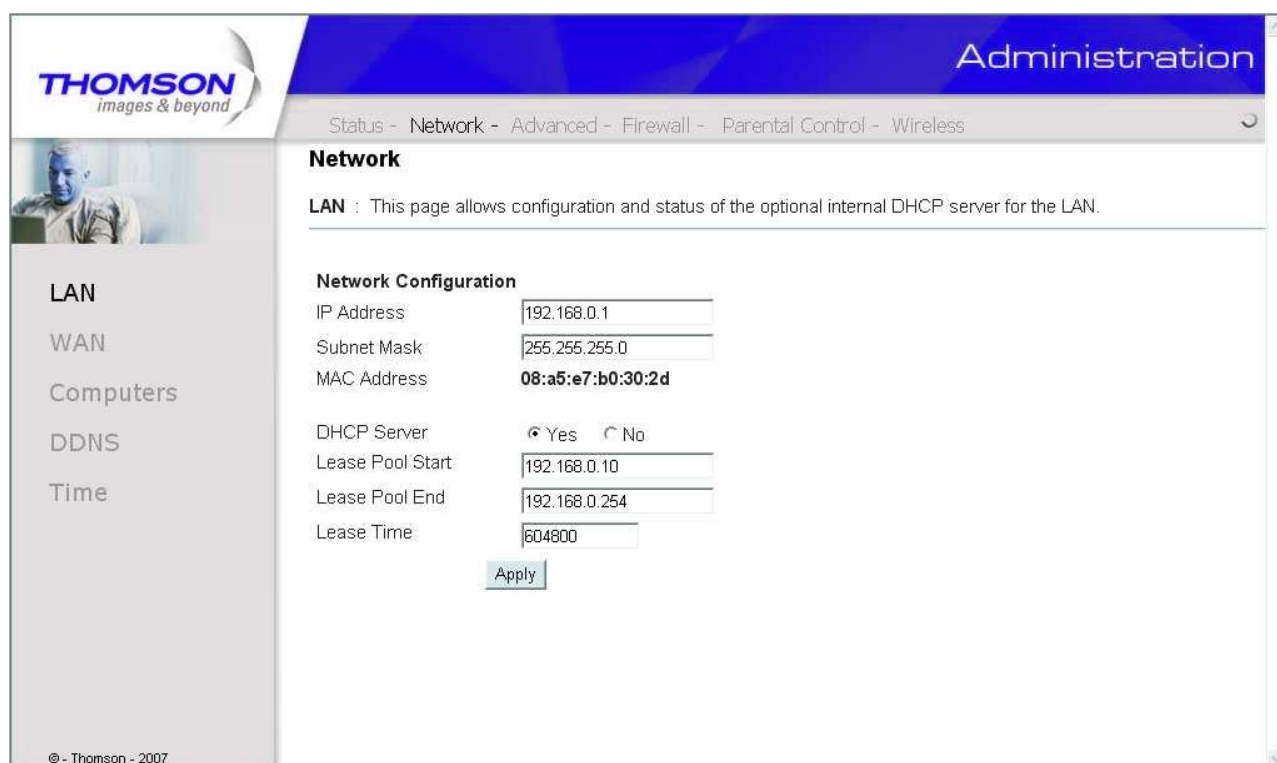 THOMSON
images & beyond
Administration
Status - Network - Advanced - Firewall - Parental Control - Wireless
Network
LAN : This page allows configuration and status of the optional internal DHCP server for the LAN.
LAN
WAN
Computers
DDNS
Time
Network Configuration
IP Address 192.168.0.1
Subnet Mask 255.255.255.0
MAC Address 08:a5:e7:b0:30:2d
DHCP Server Yes No
Lease Pool Start 192.168.0.10
Lease Pool End 192.168.0.254
Lease Time 604800
Apply
© - Thomson - 2007